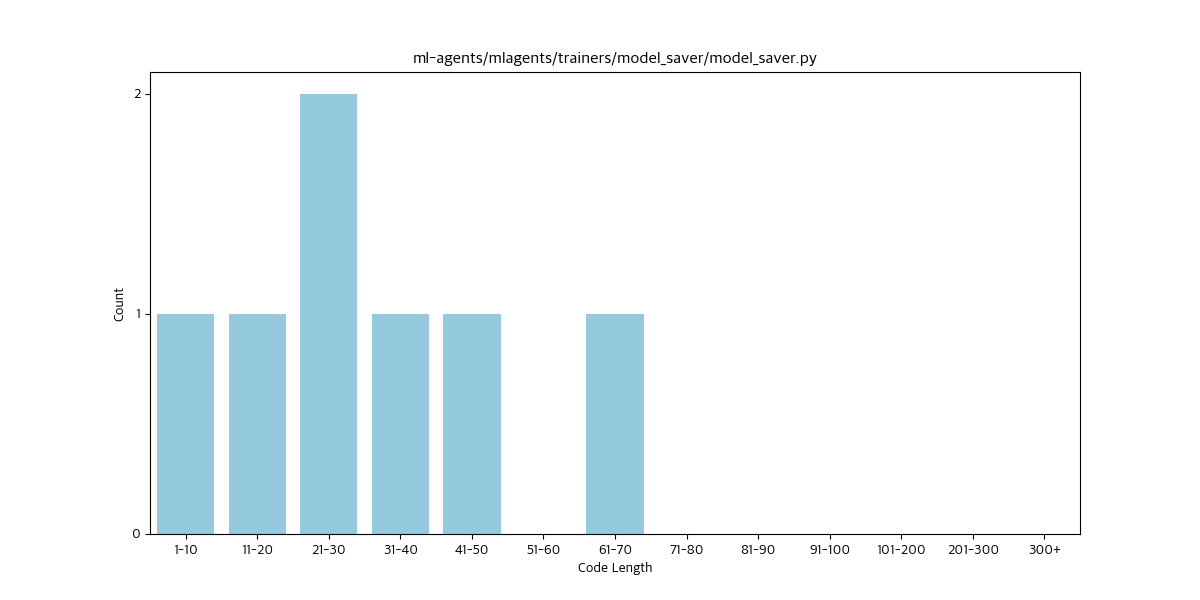 ml-agents/mlagents/trainers/model_saver/model_saver.py
2
1
0
Count
1-10 11-20 21-30 31-40 41-50 51-60 61-70 71-80 81-90 91-100 101-200 201-300 300+
Code Length